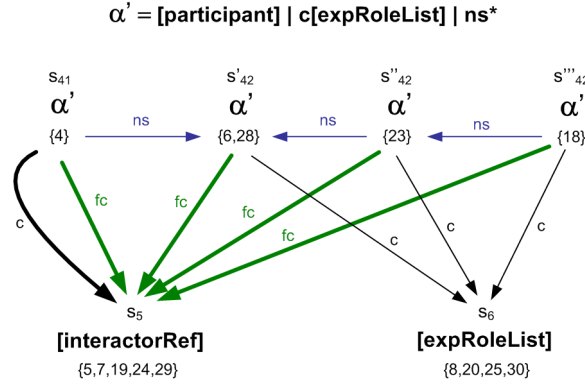 α' = [participant] | c[expRoleList] | ns*
s41 s'42 s''42 s'''42
α' α' α' α'
{4} ns {6,28} ns {23} ns {18}
c fc fc fc fc c c c
s5 s6
[interactorRef] [expRoleList]
{5,7,19,24,29} {8,20,25,30}